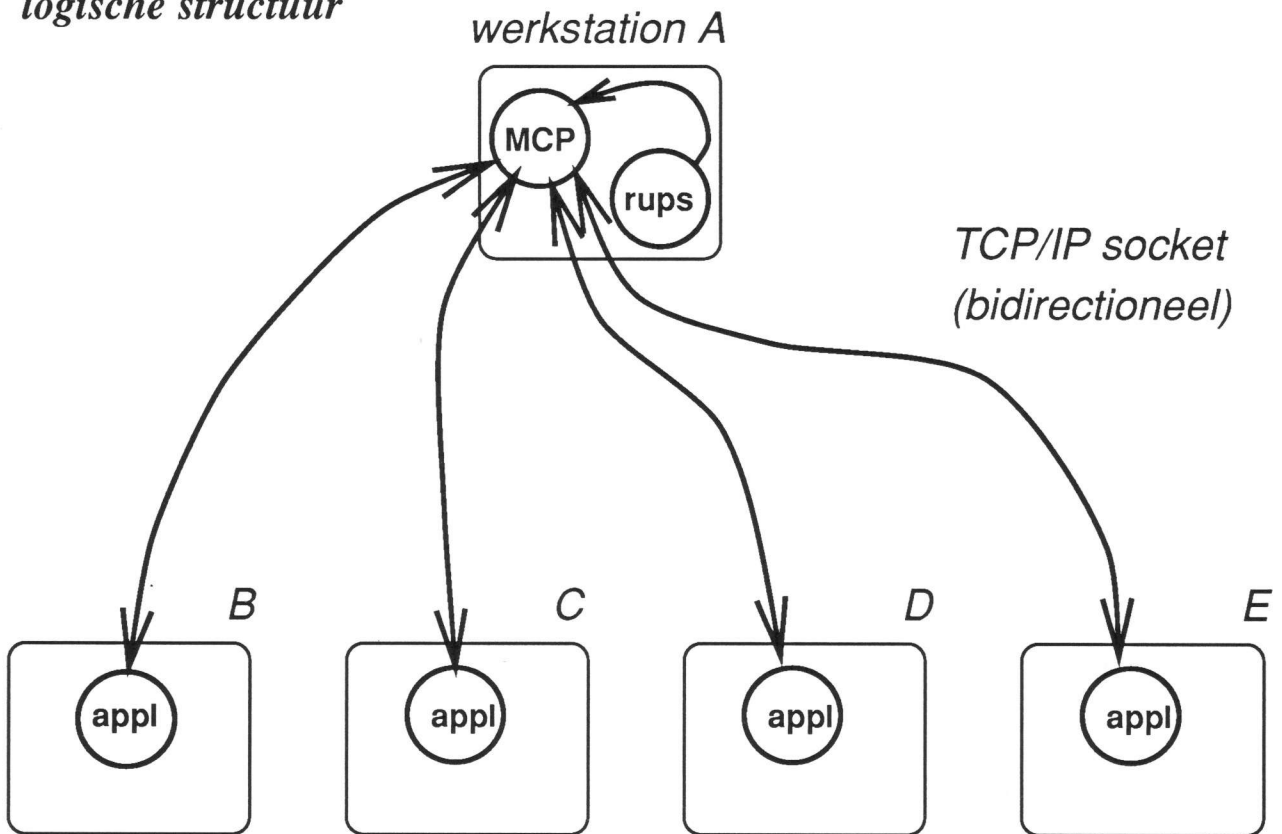 logische structuur
werkstation A
MCP
rups
TCP/IP socket
(bidirectioneel)
B
C
D
E
appl
appl
appl
appl